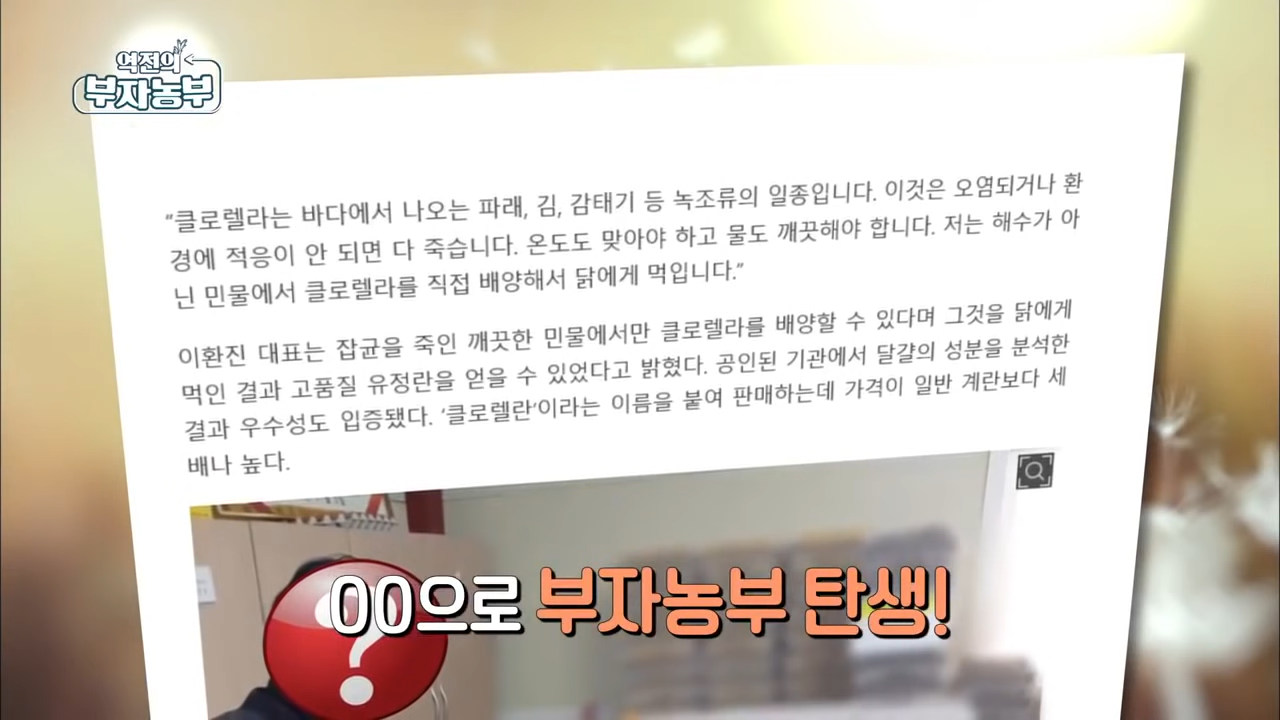 역전의
부자농부
“클로렐라는 바다에서 나오는 파래, 김, 감태기 등 녹조류의 일종입니다. 이것은 오염되거나 환
경에 적응이 안 되면 다 죽습니다. 온도도 맞아야 하고 물도 깨끗해야 합니다. 저는 해수가 아
닌 민물에서 클로렐라를 직접 배양해서 닭에게 먹입니다.”
이환진 대표는 잡균을 죽인 깨끗한 민물에서만 클로렐라를 배양할 수 있다며 그것을 닭에게
먹인 결과 고품질 유정란을 얻을 수 있었다고 밝혔다. 공인된 기관에서 달걀의 성분을 분석한
결과 우수성도 입증됐다. ‘클로렐란’이라는 이름을 붙여 판매하는데 가격이 일반 계란보다 세
배나 높다.
?
OO으로 부자농부 탄생!